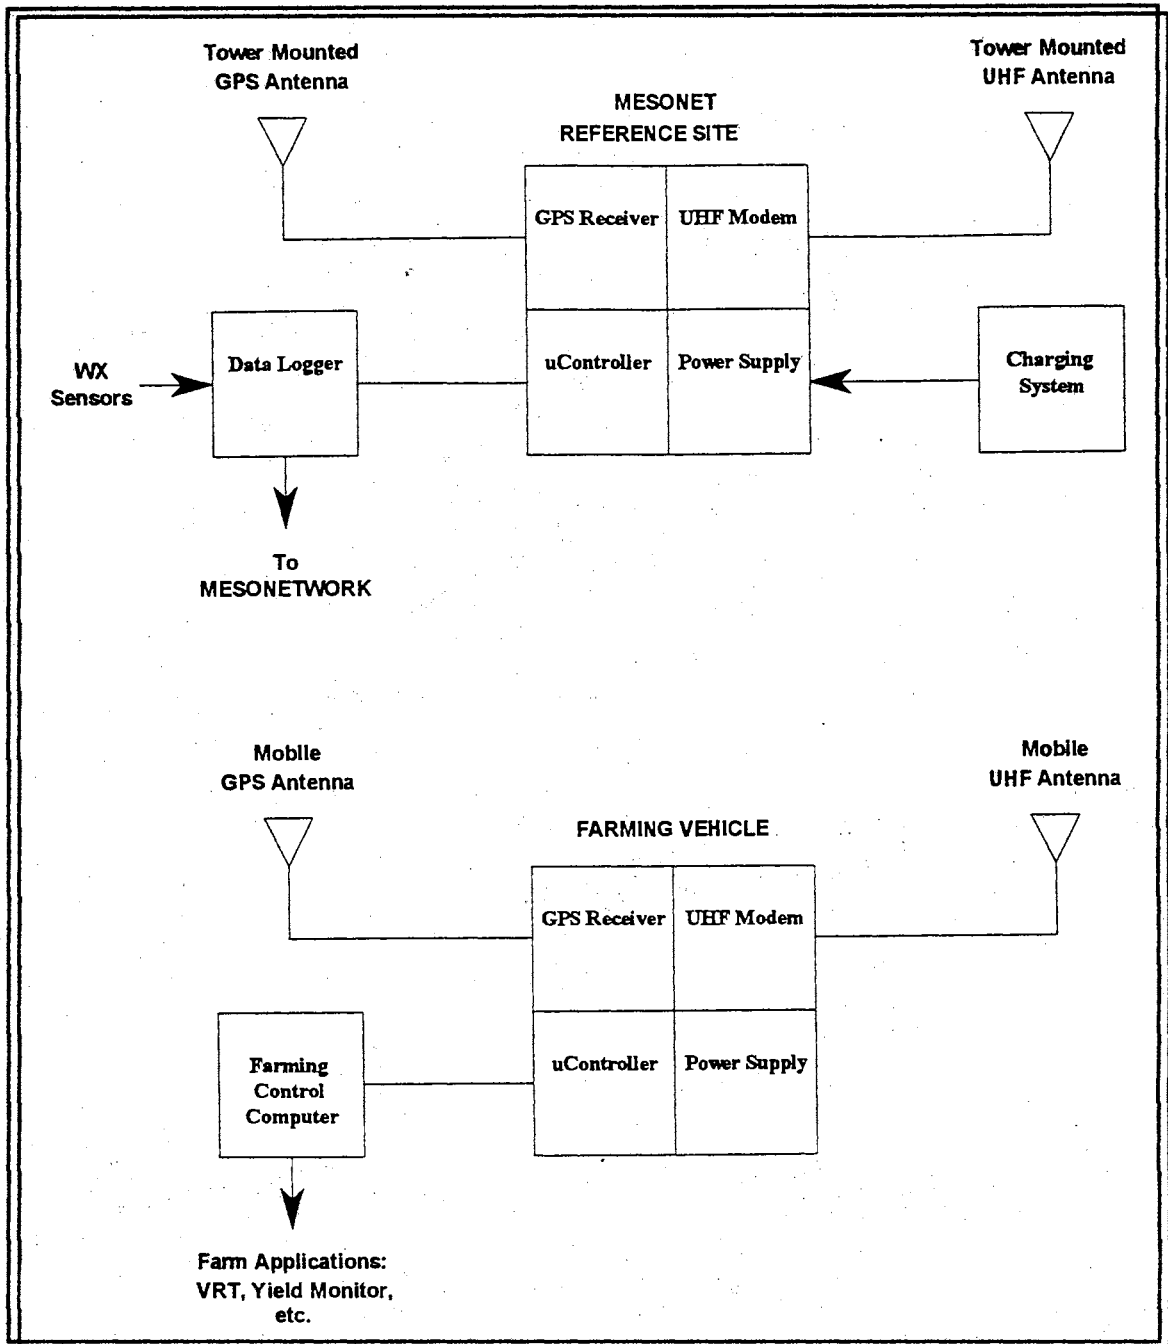 Tower Mounted
GPS Antenna
Tower Mounted
UHF Antenna
MESONET
REFERENCE SITE
GPS Receiver
UHF Modem
WX
Sensors
Data Logger
uController
Power Supply
Charging
System
To
MESONETWORK
Mobile
GPS Antenna
Mobile
UHF Antenna
FARMING VEHICLE
GPS Receiver
UHF Modem
uController
Power Supply
Farming
Control
Computer
Farm Applications:
VRT, Yield Monitor,
etc.